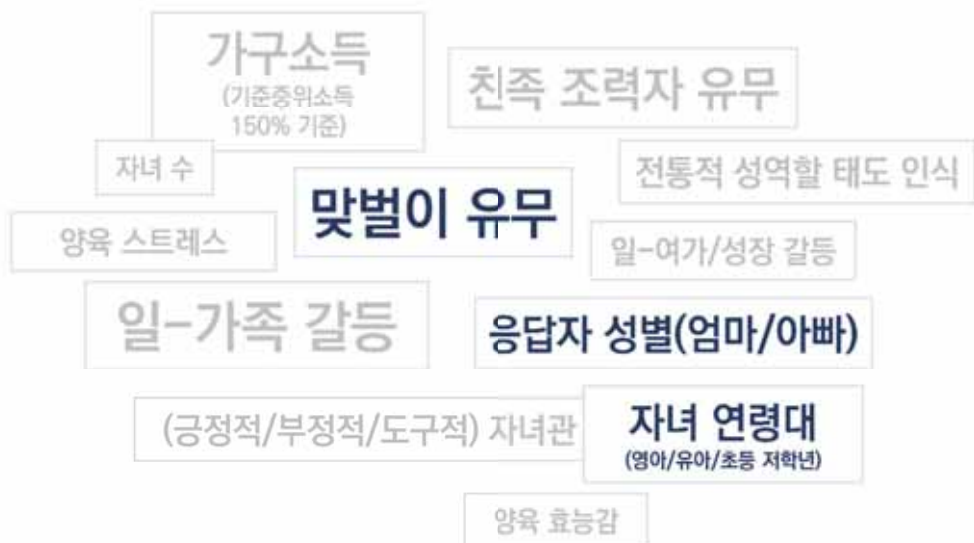 가구소득
(기준중위소득
150% 기준)
친족 조력자 유무
자녀 수
전통적 성역할 태도 인식
맞벌이 유무
양육 스트레스
일-여가/성장 갈등
일-가족 갈등
응답자 성별(엄마/아빠)
(긍정적/부정적/도구적) 자녀관
자녀 연령대
(영아/유아/초등 저학년)
양육 효능감